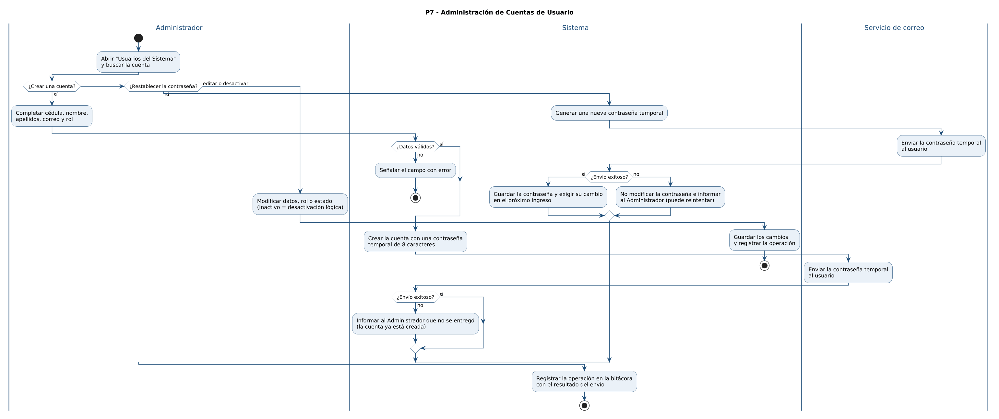 P7 - Administración de Cuentas de Usuario
Administrador
Sistema
Servicio de correo
Abrir "Usuarios del Sistema"
y buscar la cuenta
¿Crear una cuenta?
¿Restablecer la contraseña?
editar o desactivar
sí
sí
Completar cédula, nombre,
apellidos, correo y rol
Generar una nueva contraseña temporal
Enviar la contraseña temporal
al usuario
¿Datos válidos?
sí
no
Señalar el campo con error
sí
¿Envío exitoso?
no
Guardar la contraseña y exigir su cambio
en el próximo ingreso
No modificar la contraseña e informar
al Administrador (puede reintentar)
Modificar datos, rol o estado
(Inactivo = desactivación lógica)
Crear la cuenta con una contraseña
temporal de 8 caracteres
Guardar los cambios
y registrar la operación
Enviar la contraseña temporal
al usuario
¿Envío exitoso?
sí
no
Informar al Administrador que no se entregó
(la cuenta ya está creada)
Registrar la operación en la bitácora
con el resultado del envío